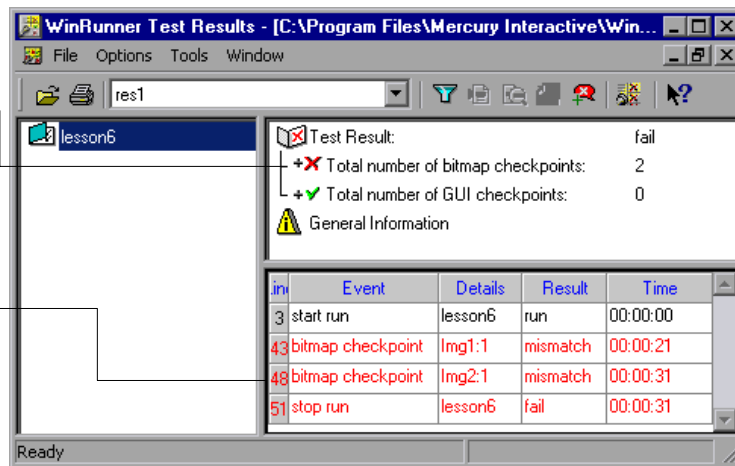 WinRunner Test Results - [C:\Program Files\Mercury Interactive\Win...
File Options Tools Window
res1
lesson6
Test Result: fail
Total number of bitmap checkpoints: 2
Total number of GUI checkpoints: 0
General Information
Event Details Result Time
3 start run lesson6 run 00:00:00
43 bitmap checkpoint Img1:1 mismatch 00:00:21
48 bitmap checkpoint Img2:1 mismatch 00:00:31
51 stop run lesson6 fail 00:00:31
Ready